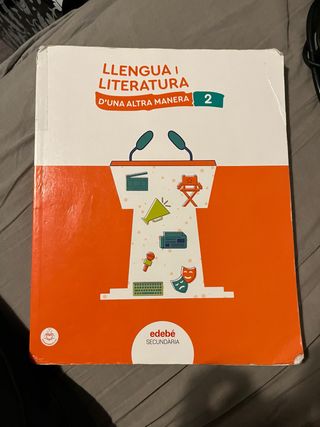 LLENGUA I
LITERATURA
D'UNA ALTRA MANERA 2
edebé
SECUNDARIA